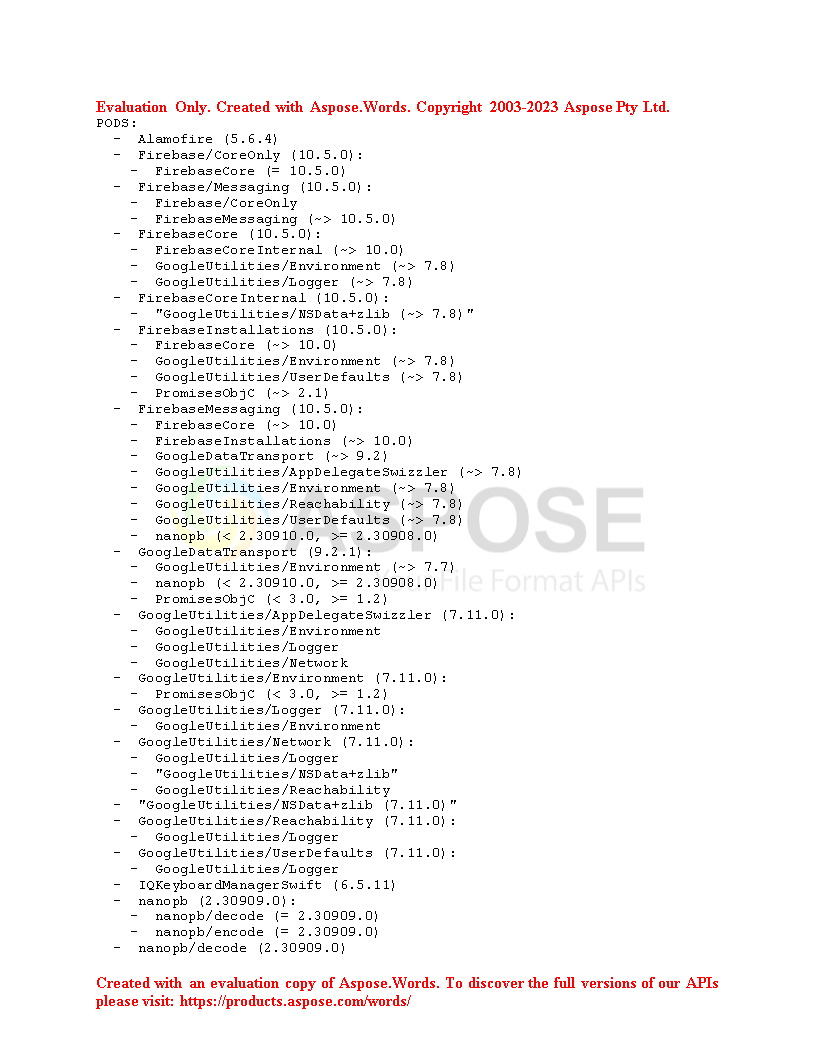 Evaluation Only. Created with Aspose.Words. Copyright 2003-2023 Aspose Pty Ltd.
PODS:
  - Alamofire (5.6.4)
  - Firebase/CoreOnly (10.5.0):
    - FirebaseCore (= 10.5.0)
  - Firebase/Messaging (10.5.0):
    - Firebase/CoreOnly
    - FirebaseMessaging (~> 10.5.0)
  - FirebaseCore (10.5.0):
    - FirebaseCoreInternal (~> 10.0)
    - GoogleUtilities/Environment (~> 7.8)
    - GoogleUtilities/Logger (~> 7.8)
  - FirebaseCoreInternal (10.5.0):
    - "GoogleUtilities/NSData+zlib (~> 7.8)"
  - FirebaseInstallations (10.5.0):
    - FirebaseCore (~> 10.0)
    - GoogleUtilities/Environment (~> 7.8)
    - GoogleUtilities/UserDefaults (~> 7.8)
    - PromisesObjC (~> 2.1)
  - FirebaseMessaging (10.5.0):
    - FirebaseCore (~> 10.0)
    - FirebaseInstallations (~> 10.0)
    - GoogleDataTransport (~> 9.2)
    - GoogleUtilities/AppDelegateSwizzler (~> 7.8)
    - GoogleUtilities/Environment (~> 7.8)
    - GoogleUtilities/Reachability (~> 7.8)
    - GoogleUtilities/UserDefaults (~> 7.8)
    - nanopb (< 2.30910.0, >= 2.30908.0)
  - GoogleDataTransport (9.2.1):
    - GoogleUtilities/Environment (~> 7.7)
    - nanopb (< 2.30910.0, >= 2.30908.0)
    - PromisesObjC (< 3.0, >= 1.2)
  - GoogleUtilities/AppDelegateSwizzler (7.11.0):
    - GoogleUtilities/Environment
    - GoogleUtilities/Logger
    - GoogleUtilities/Network
  - GoogleUtilities/Environment (7.11.0):
    - PromisesObjC (< 3.0, >= 1.2)
  - GoogleUtilities/Logger (7.11.0):
    - GoogleUtilities/Environment
  - GoogleUtilities/Network (7.11.0):
    - GoogleUtilities/Logger
    - "GoogleUtilities/NSData+zlib"
    - GoogleUtilities/Reachability
  - "GoogleUtilities/NSData+zlib (7.11.0)"
  - GoogleUtilities/Reachability (7.11.0):
    - GoogleUtilities/Logger
  - GoogleUtilities/UserDefaults (7.11.0):
    - GoogleUtilities/Logger
  - IQKeyboardManagerSwift (6.5.11)
  - nanopb (2.30909.0):
    - nanopb/decode (= 2.30909.0)
    - nanopb/encode (= 2.30909.0)
  - nanopb/decode (2.30909.0)
ASPOSE
File Format APIs
Created with an evaluation copy of Aspose.Words. To discover the full versions of our APIs
please visit: https://products.aspose.com/words/